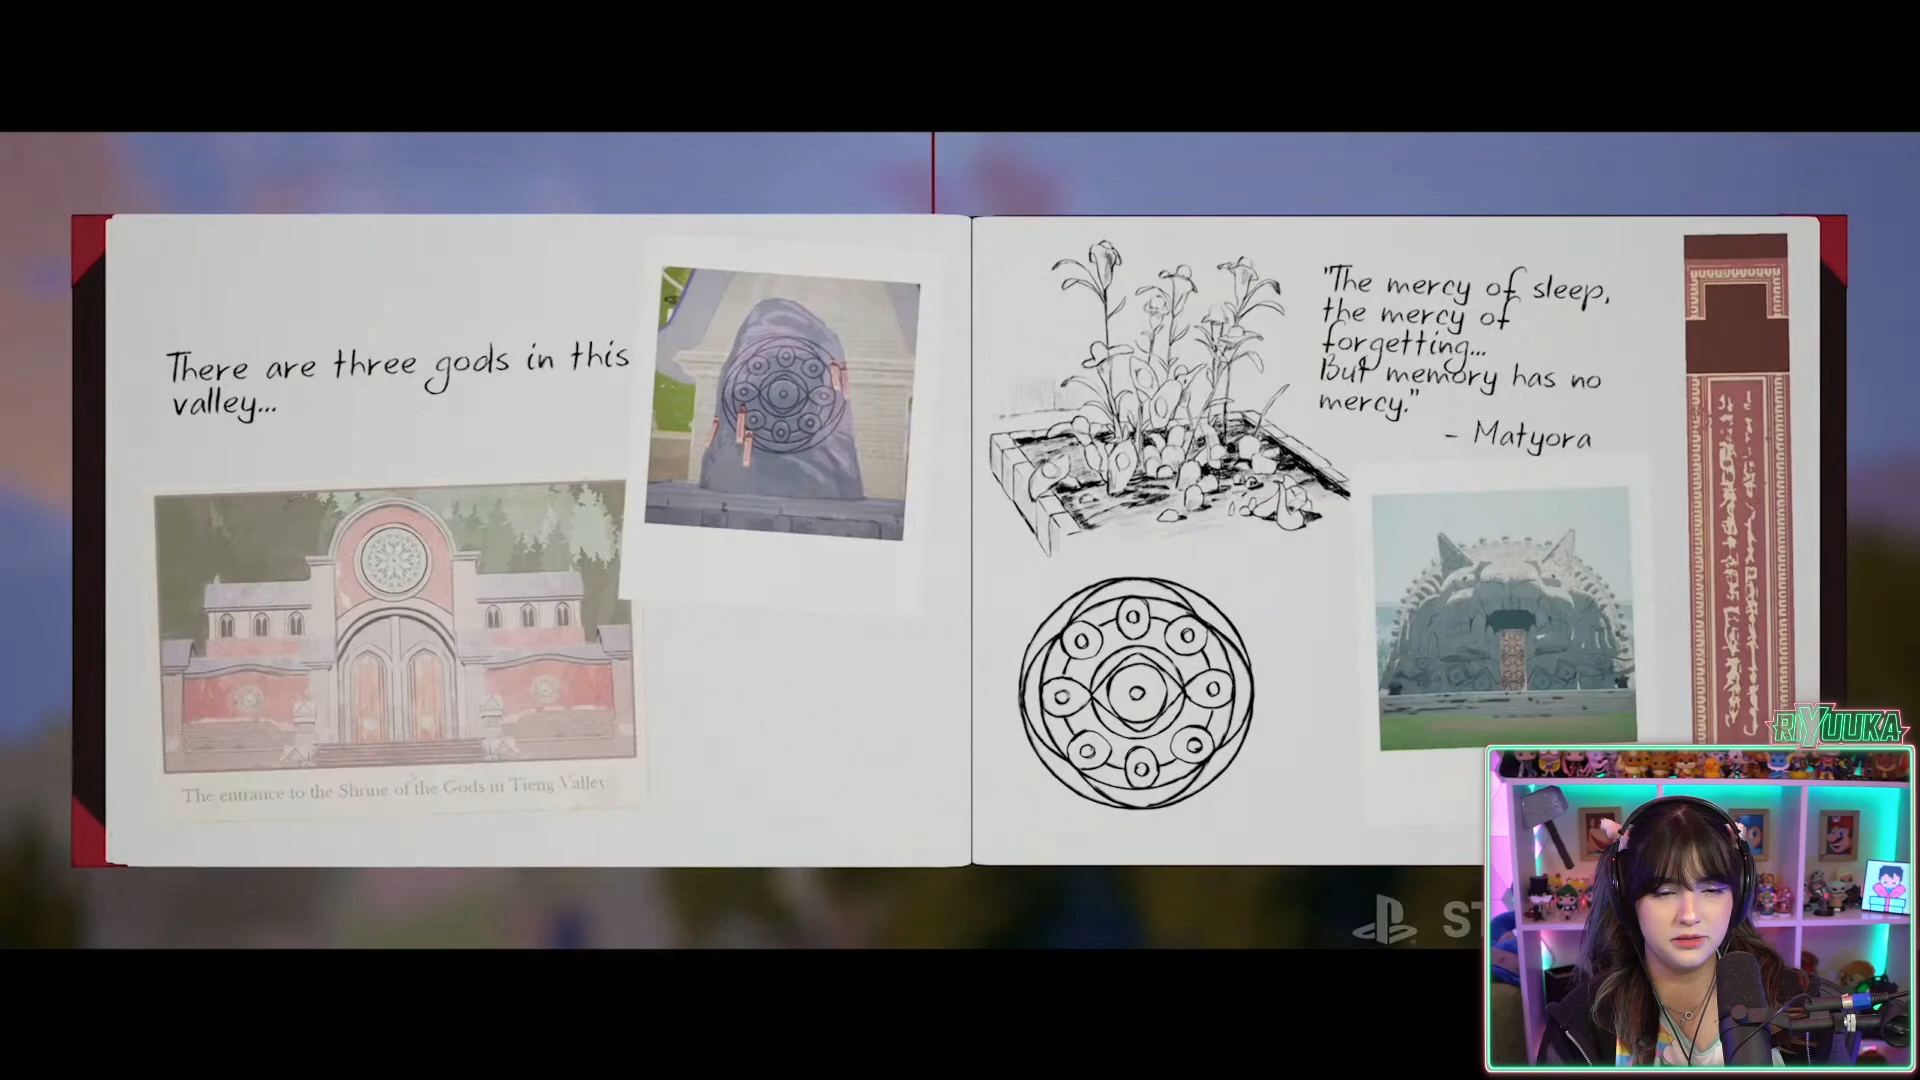 There are three gods in this
valley...
The entrance to the Shrine of the Gods in Tieng Valley
"The mercy of sleep,
the mercy of
forgetting...
But memory has no
mercy."
- Matyora
RIYUUKA